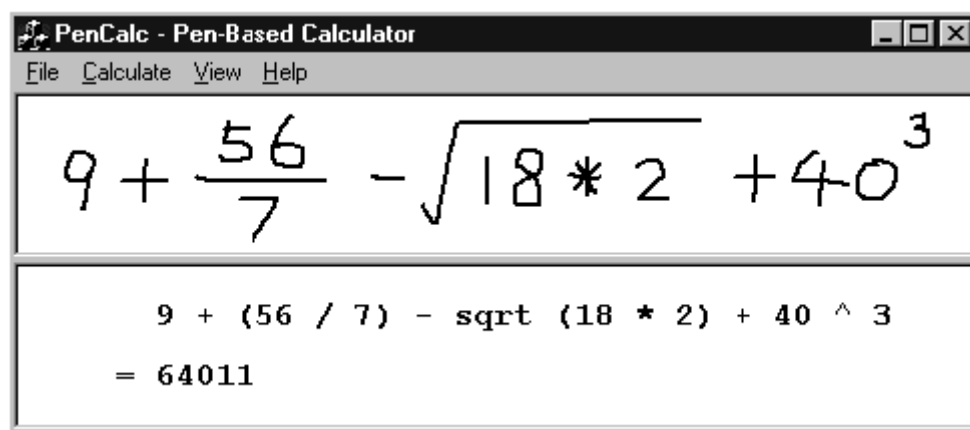 PenCalc - Pen-Based Calculator
File Calculate View Help
9 + 56/7 - √18 * 2 + 40³
9 + (56 / 7) - sqrt (18 * 2) + 40 ^ 3
= 64011